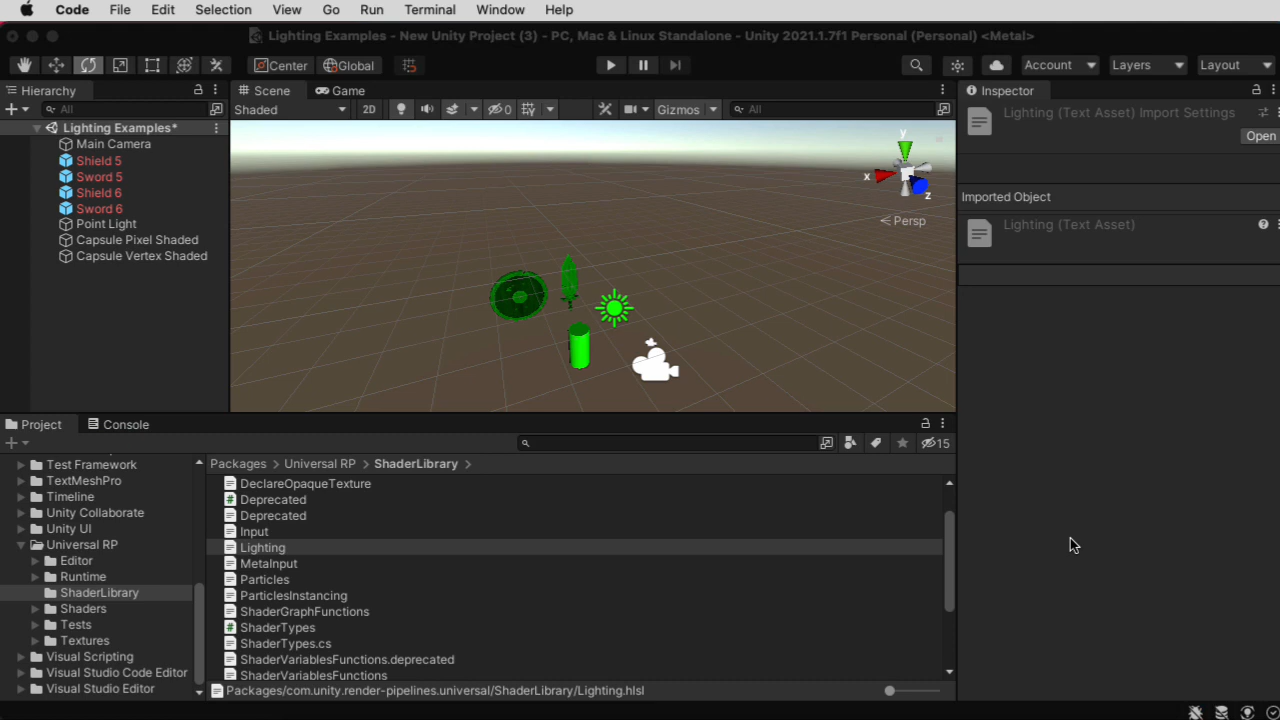 Code File Edit Selection View Go Run Terminal Window Help
Lighting Examples - New Unity Project (3) - PC, Mac & Linux Standalone - Unity 2021.1.7f1 Personal (Personal) <Metal>
Center Global Account Layers Layout
Hierarchy
All
Lighting Examples*
Main Camera
Shield 5
Sword 5
Shield 6
Sword 6
Point Light
Capsule Pixel Shaded
Capsule Vertex Shaded
Scene Game
Shaded 2D 0 Gizmos All
y
x
z
Persp
Inspector
Lighting (Text Asset) Import Settings
Open
Imported Object
Lighting (Text Asset)
Project Console
15
Test Framework
TextMeshPro
Timeline
Unity Collaborate
Unity UI
Universal RP
Editor
Runtime
ShaderLibrary
Shaders
Tests
Textures
Visual Scripting
Visual Studio Code Editor
Visual Studio Editor
Packages > Universal RP > ShaderLibrary >
DeclareOpaqueTexture
Deprecated
Deprecated
Input
Lighting
MetaInput
Particles
ParticlesInstancing
ShaderGraphFunctions
ShaderTypes
ShaderTypes.cs
ShaderVariablesFunctions.deprecated
ShaderVariablesFunctions
Packages/com.unity.render-pipelines.universal/ShaderLibrary/Lighting.hlsl